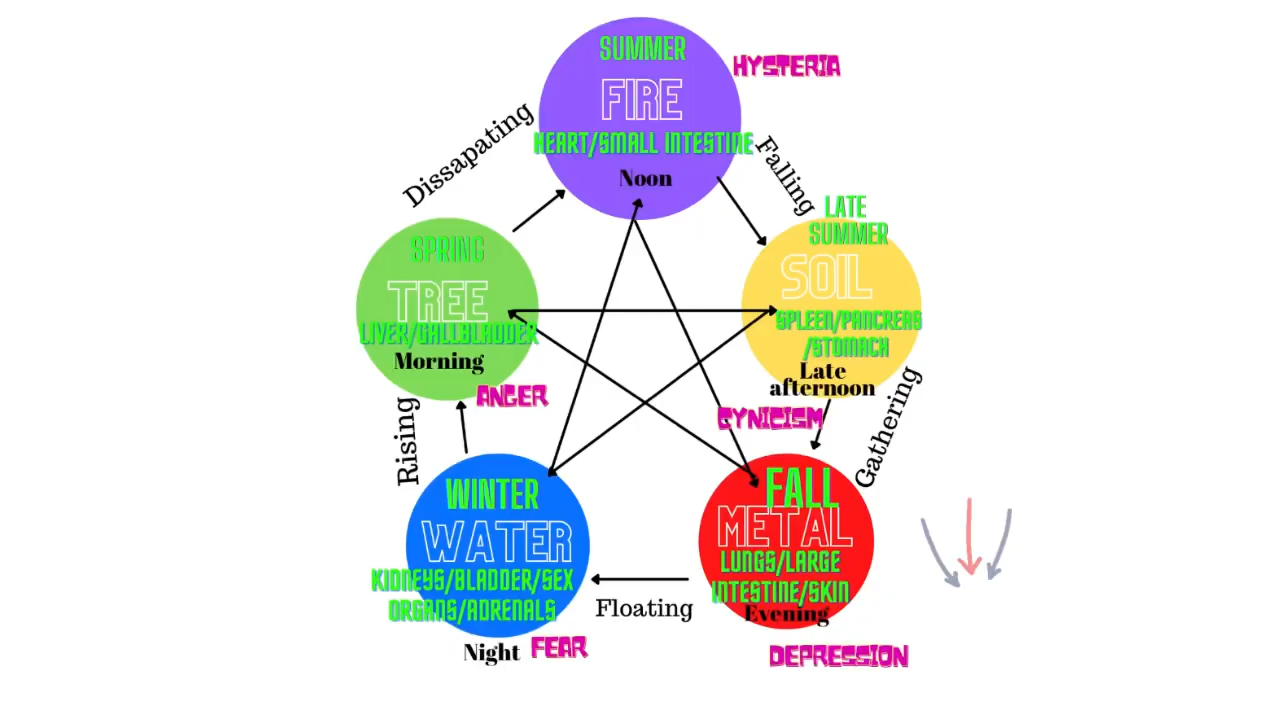 SUMMER
FIRE
HEART/SMALL INTESTINE
Noon
HYSTERIA
Dissapating
Falling
LATE
SUMMER
SOIL
SPLEEN/PANCREAS
/STOMACH
Late
afternoon
CYNICISM
SPRING
TREE
LIVER/GALLBLADDER
Morning
ANGER
Rising
Gathering
WINTER
WATER
KIDNEYS/BLADDER/SEX
ORGANS/ADRENALS
Night
FEAR
Floating
FALL
METAL
LUNGS/LARGE
INTESTINE/SKIN
Evening
DEPRESSION